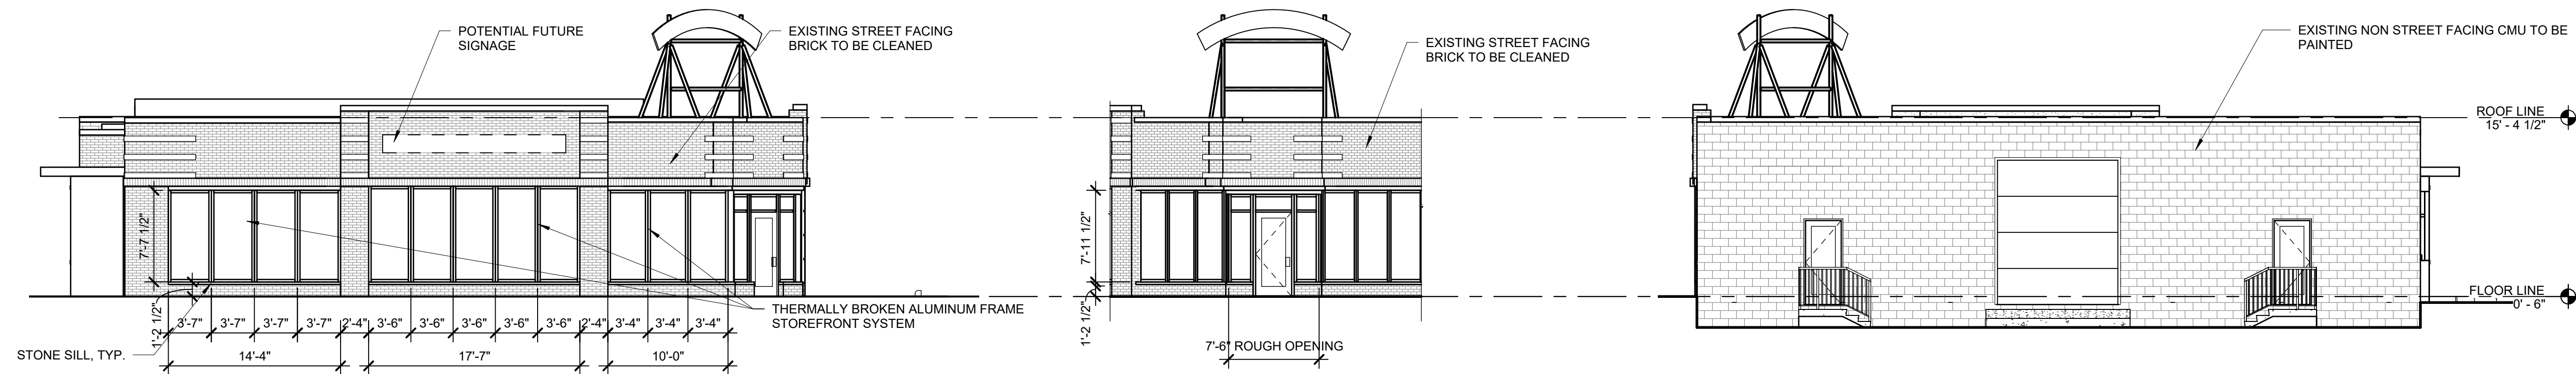 POTENTIAL FUTURE
SIGNAGE
EXISTING STREET FACING
BRICK TO BE CLEANED
7'-7 1/2"
1'-2 1/2"
3'-7"
3'-7"
3'-7"
3'-7"
2'-4"
3'-6"
3'-6"
3'-6"
3'-6"
3'-6"
2'-4"
3'-4"
3'-4"
3'-4"
THERMALLY BROKEN ALUMINUM FRAME
STOREFRONT SYSTEM
STONE SILL, TYP.
14'-4"
17'-7"
10'-0"
EXISTING STREET FACING
BRICK TO BE CLEANED
7'-11 1/2"
1'-2 1/2"
7'-6" ROUGH OPENING
EXISTING NON STREET FACING CMU TO BE
PAINTED
ROOF LINE
15' - 4 1/2"
FLOOR LINE
0' - 6"